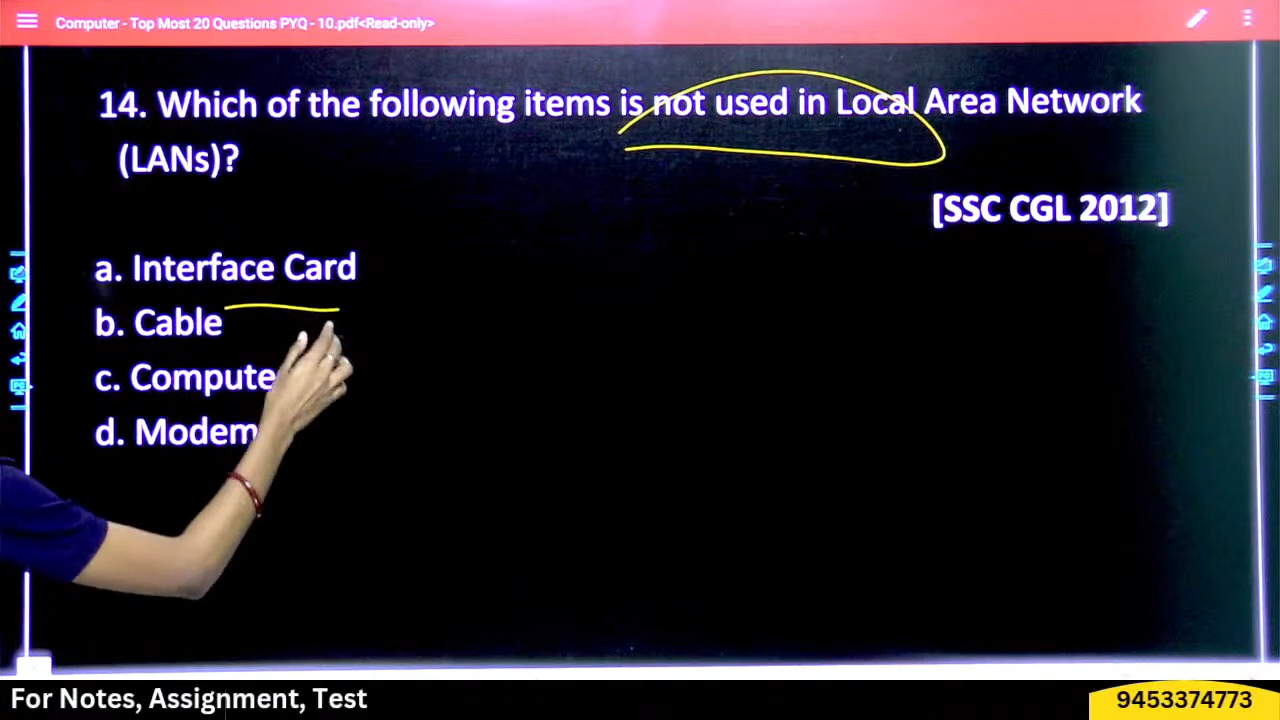 Computer - Top Most 20 Questions PYQ - 10.pdf<Read-only>
14. Which of the following items is not used in Local Area Network
(LANs)?
[SSC CGL 2012]
a. Interface Card
b. Cable
c. Compute
d. Modem
For Notes, Assignment, Test
9453374773